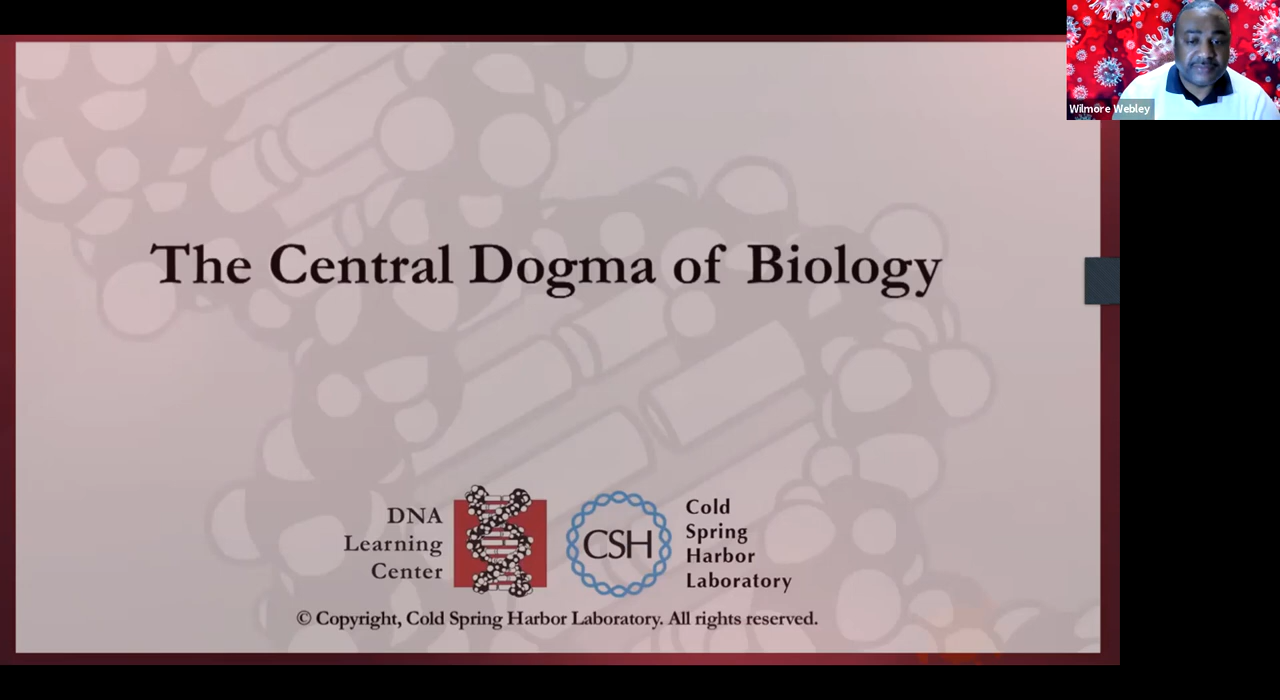 Wilmore Webley
The Central Dogma of Biology
DNA
Learning
Center
CSH
Cold
Spring
Harbor
Laboratory
© Copyright, Cold Spring Harbor Laboratory. All rights reserved.